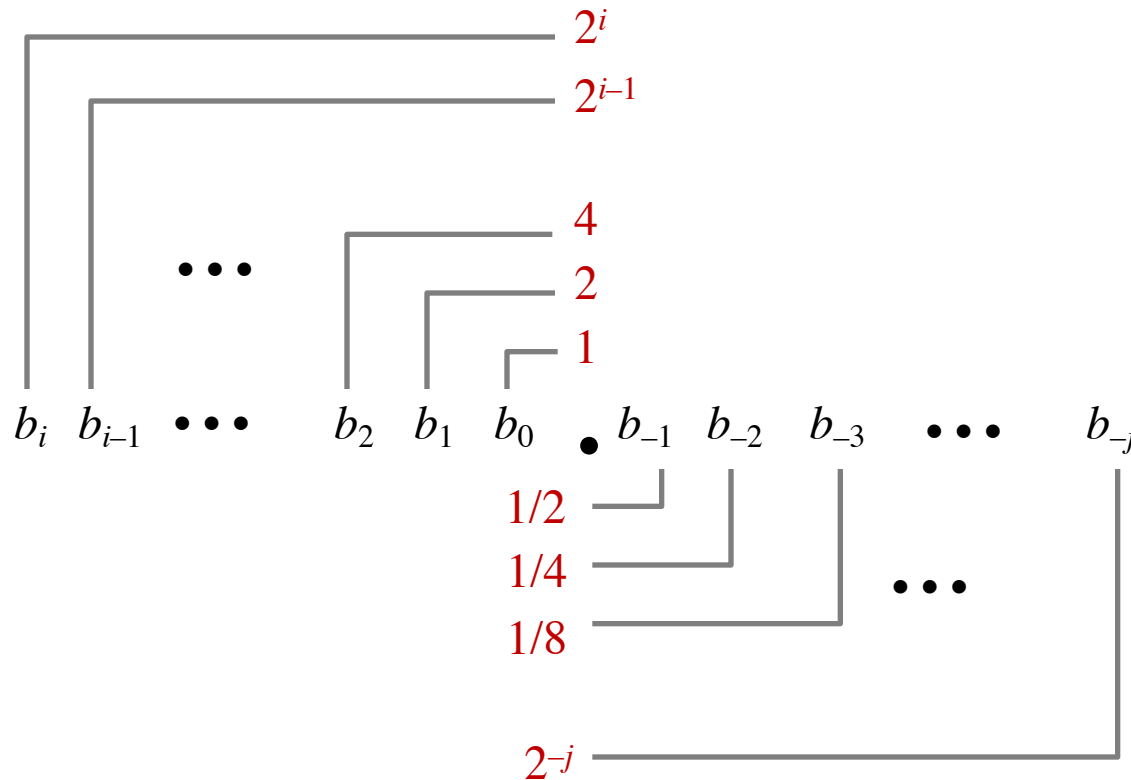 2^i
2^{i–1}
4
2
1
b_i b_{i–1} ••• b_2 b_1 b_0 . b_{–1} b_{–2} b_{–3} ••• b_{–j}
1/2
1/4
1/8
2^{–j}